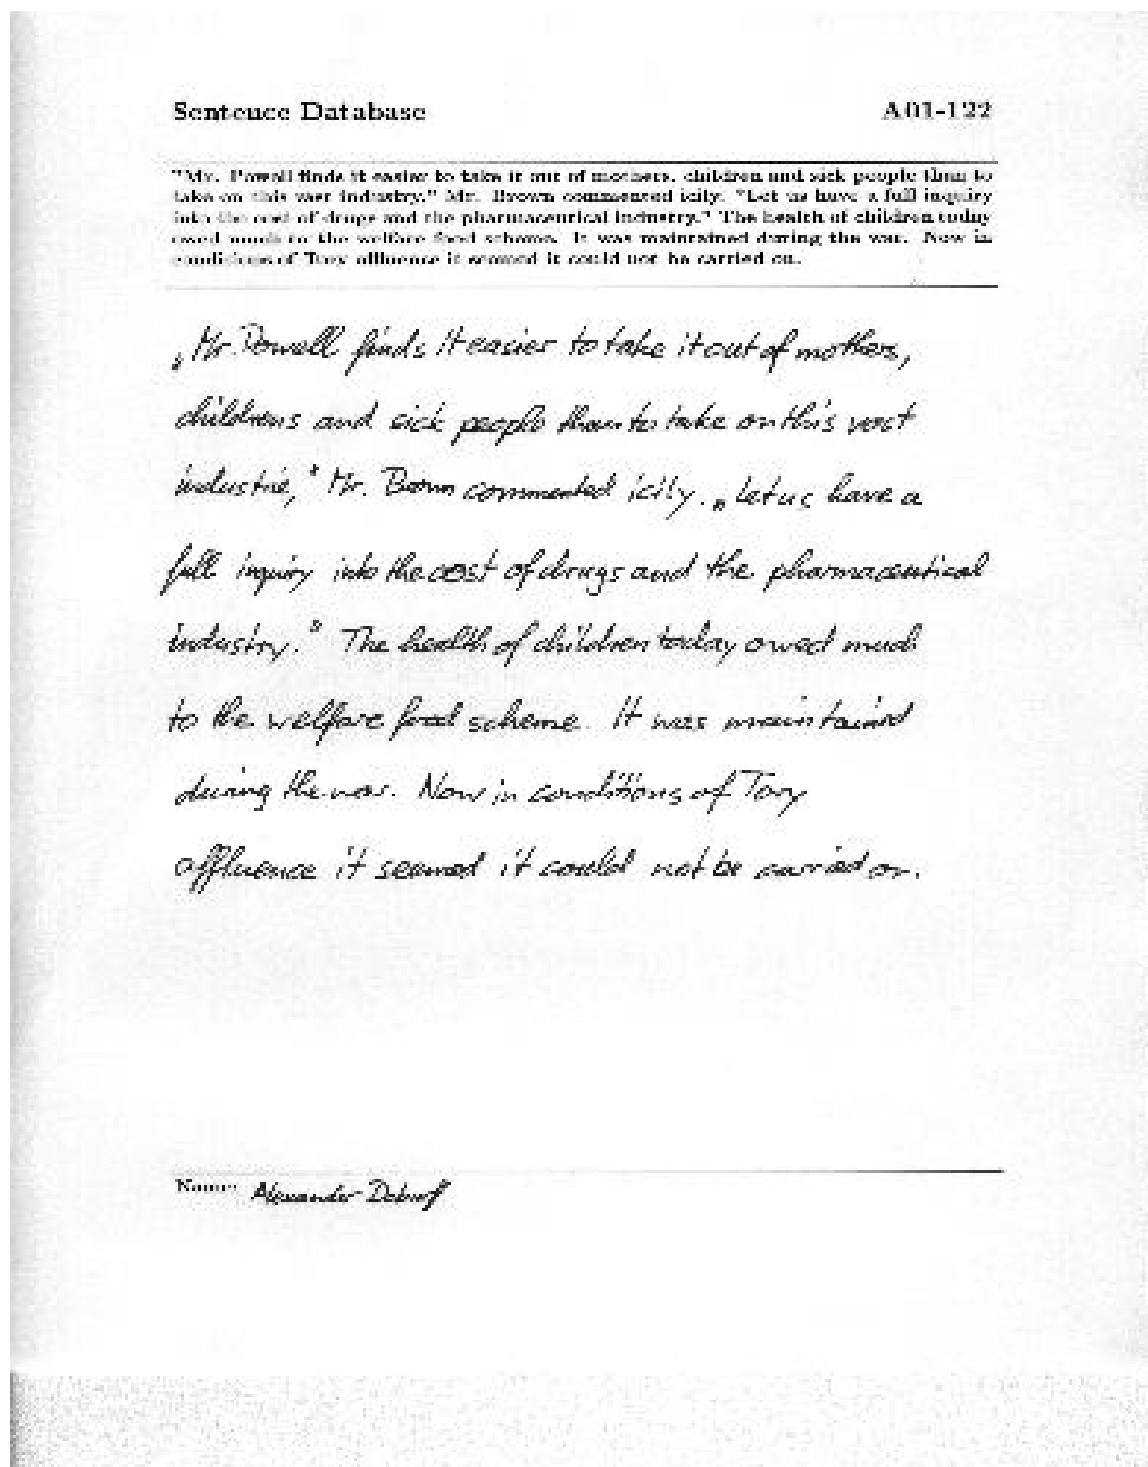 Sentence Database
A01-122
"Mr. Powell finds it easier to take it out of mothers, children and sick people than to
take on this vast industry," Mr. Brown commented icily. "Let us have a full inquiry
into the cost of drugs and the pharmaceutical industry." The health of children today
owed much to the welfare food scheme. It was maintained during the war. Now in
conditions of Tory affluence it seemed it could not be carried on.
„Mr. Powell finds it easier to take it out of mothers,
childrens and sick people than to take on this vast
industrie," Mr. Brown commented icily. „Let us have a
full inquiry into the cost of drugs and the pharmaceutical
industry." The health of children today owed much
to the welfare food scheme. It was maintained
during the war. Now in conditions of Tory
affluence it seemed it could not be carried on.
Name: Alexander